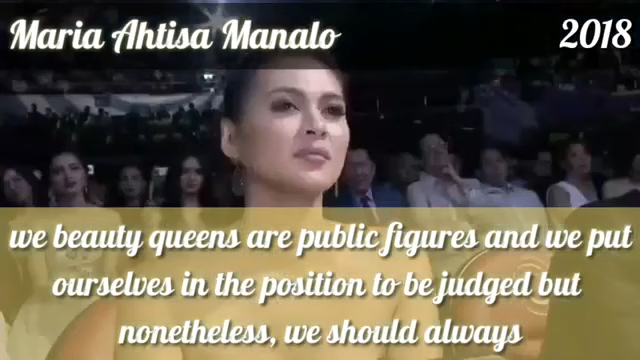 Maria Ahtisa Manalo 2018
we beauty queens are public figures and we put
ourselves in the position to be judged but
nonetheless, we should always